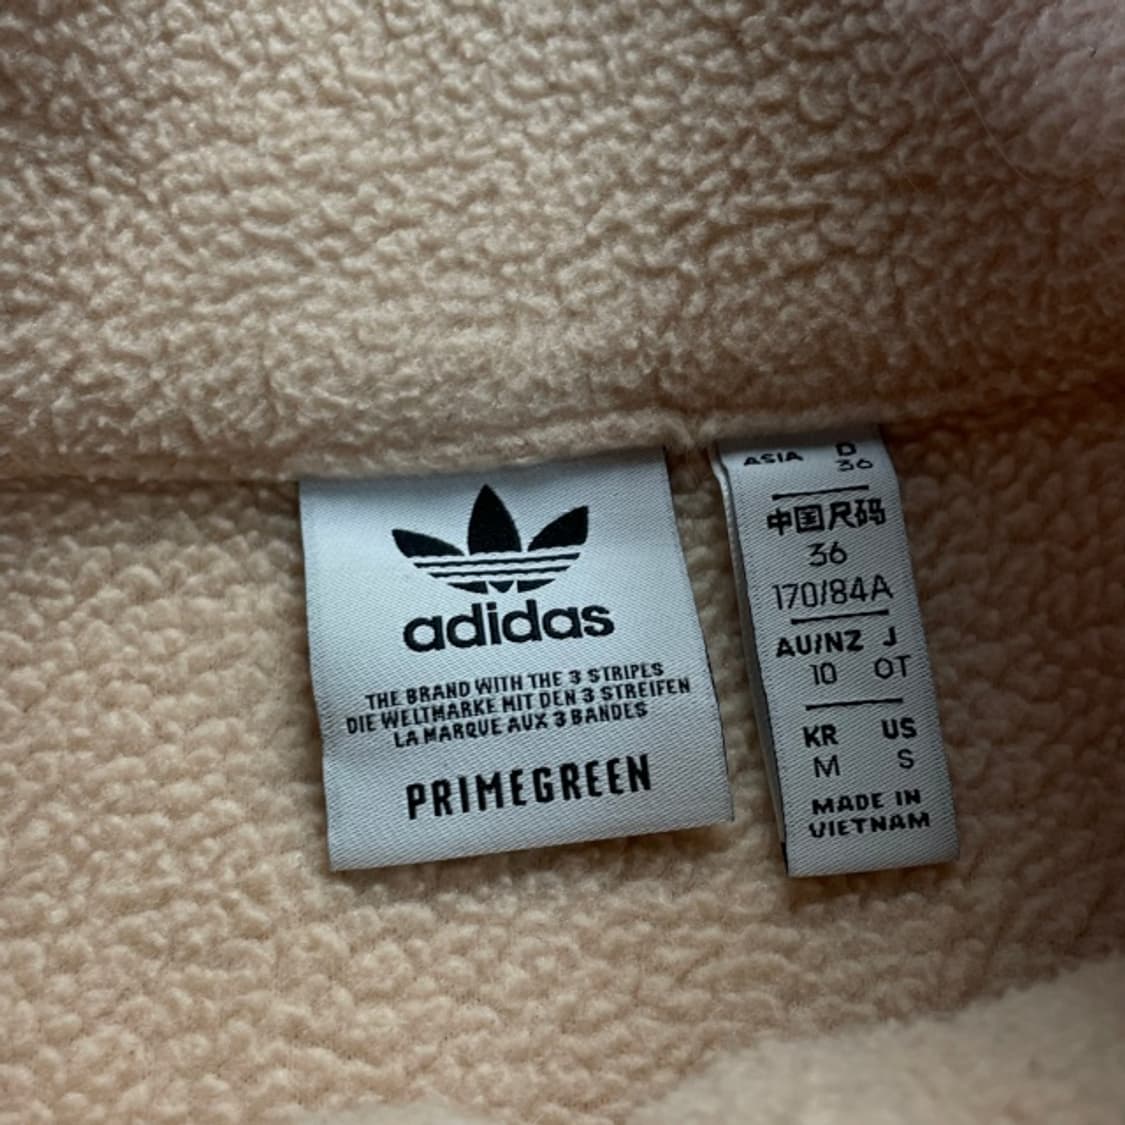 adidas
THE BRAND WITH THE 3 STRIPES
DIE WELTMARKE MIT DEN 3 STREIFEN
LA MARQUE AUX 3 BANDES
PRIMEGREEN
ASIA D
36
中国尺码
36
170/84A
AU/NZ J
10 OT
KR US
M S
MADE IN
VIETNAM